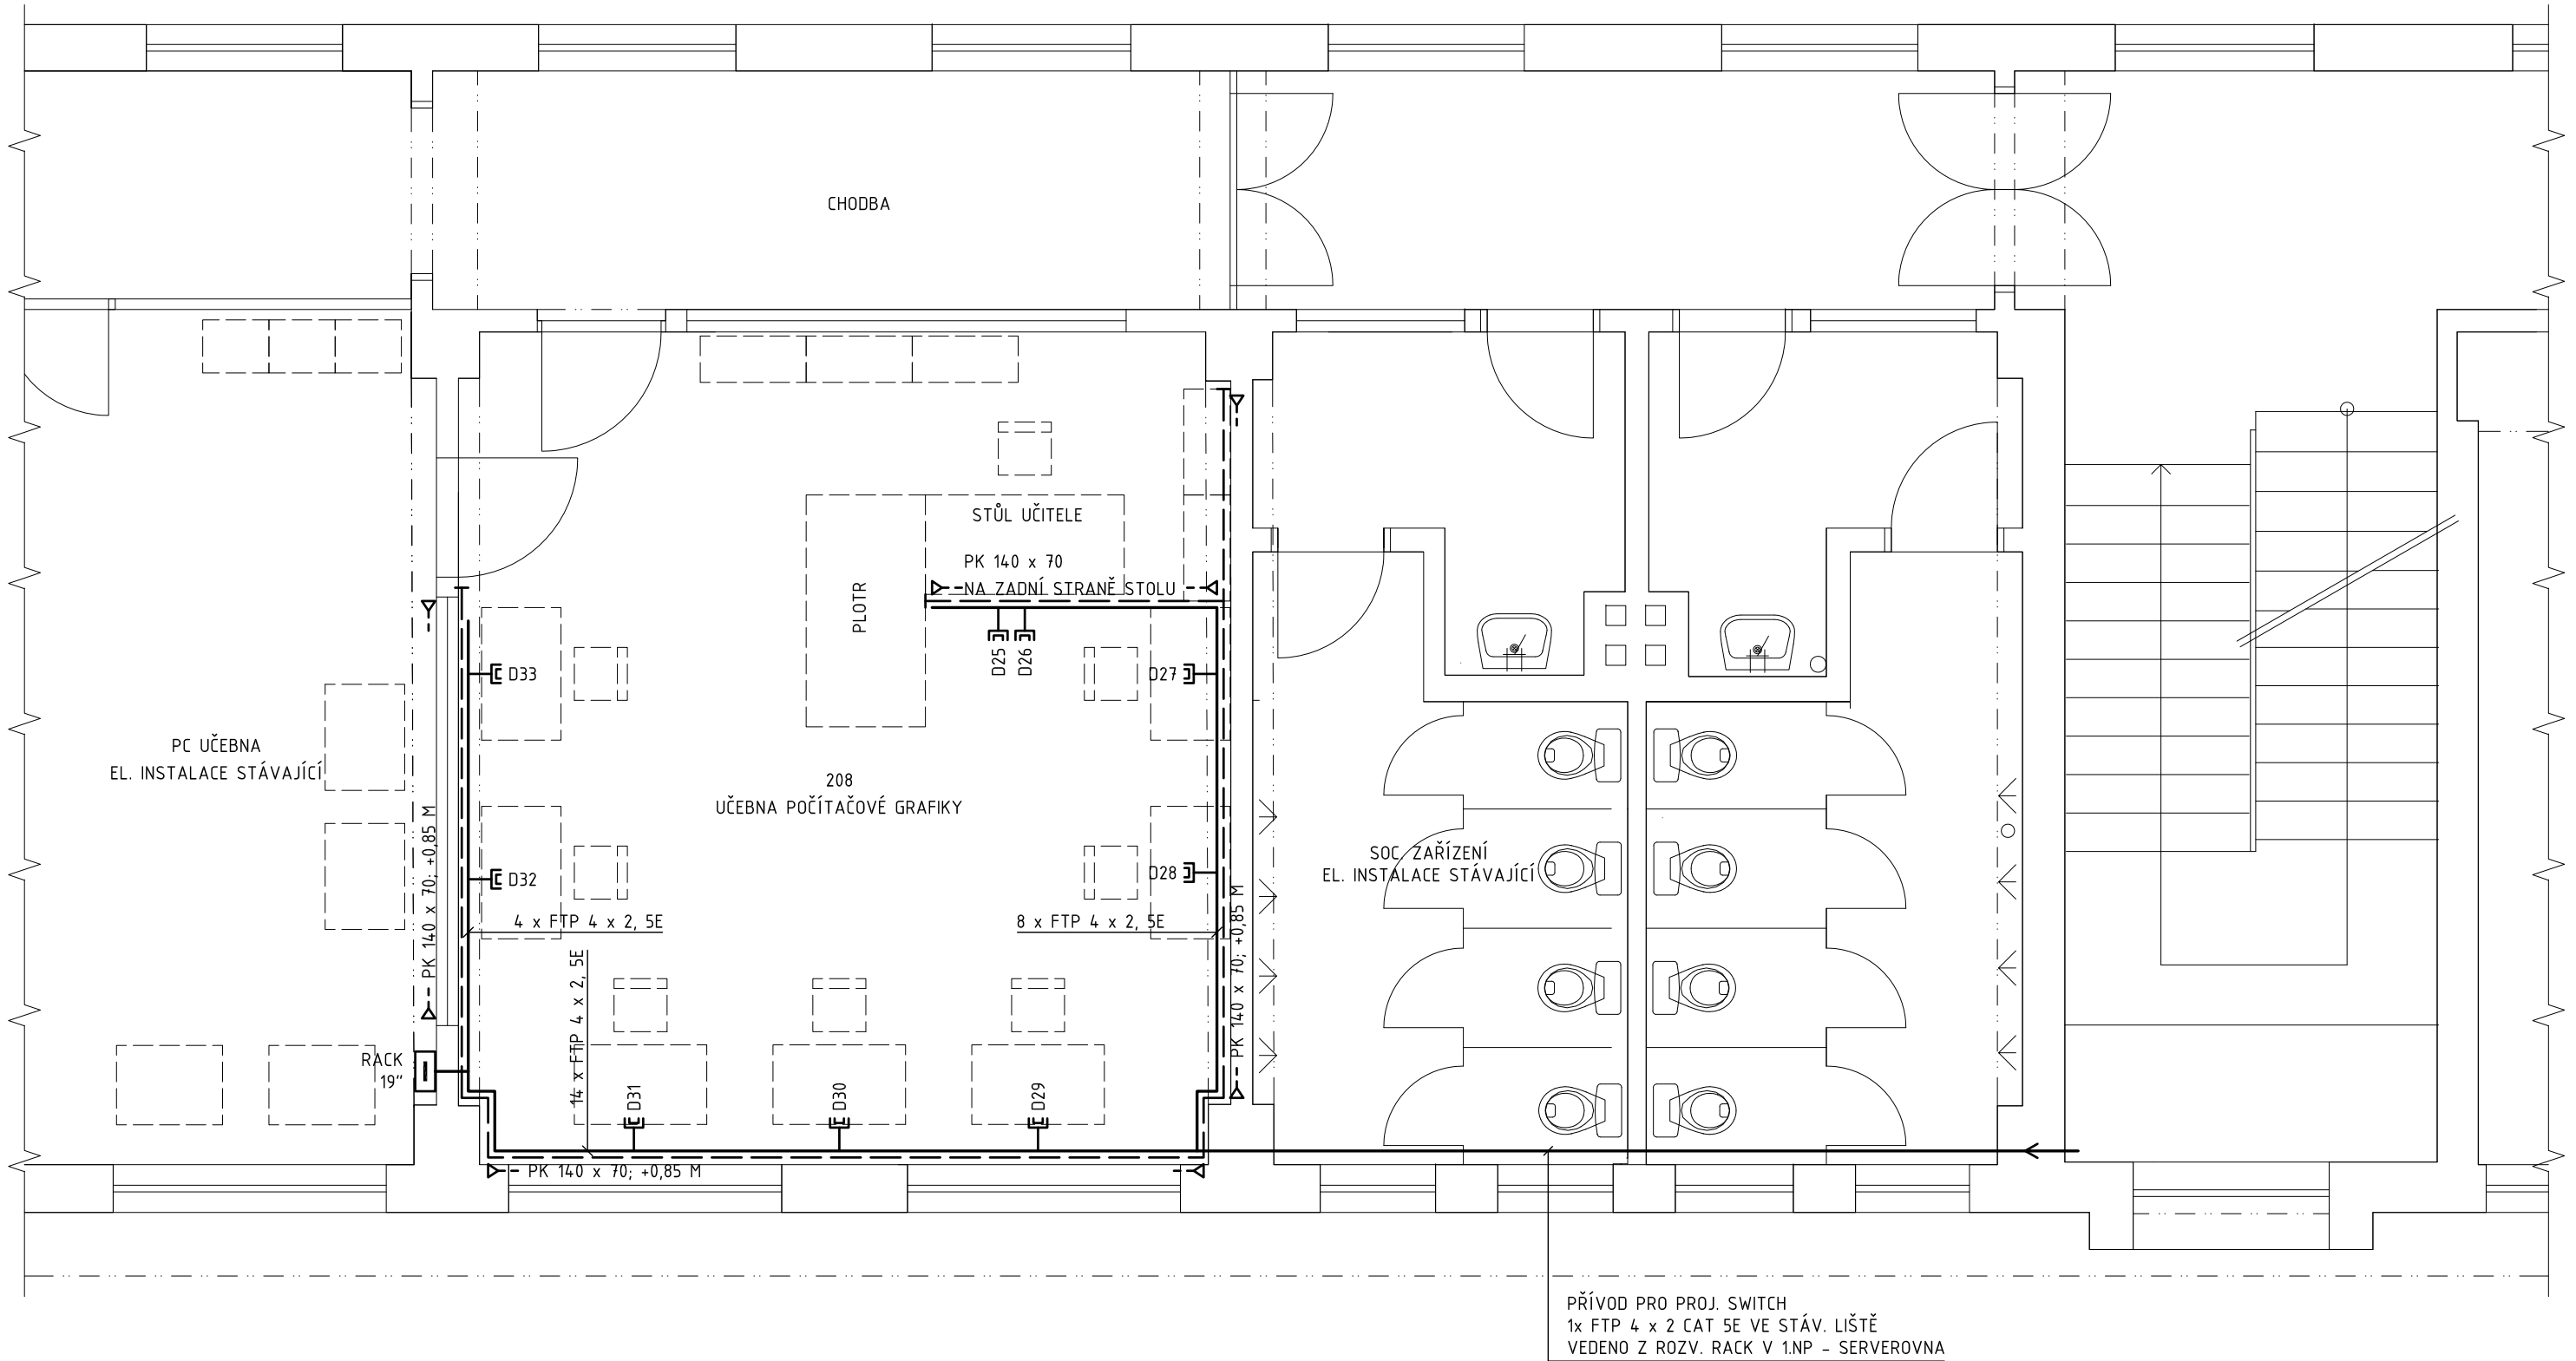 CHODBA
STŮL UČITELE
PK 140 x 70
NA ZADNÍ STRANĚ STOLU
PLOTR
D25
D26
D27
D33
PC UČEBNA
EL. INSTALACE STÁVAJÍCÍ
208
UČEBNA POČÍTAČOVÉ GRAFIKY
PK 140 x 70; +0,85 M
D32
D28
SOC. ZAŘÍZENÍ
EL. INSTALACE STÁVAJÍCÍ
4 x FTP 4 x 2, 5E
8 x FTP 4 x 2, 5E
14 x FTP 4 x 2, 5E
PK 140 x 70; +0,85 M
RACK
19"
D31
D30
D29
PK 140 x 70; +0,85 M
PŘÍVOD PRO PROJ. SWITCH
1x FTP 4 x 2 CAT 5E VE STÁV. LIŠTĚ
VEDENO Z ROZV. RACK V 1.NP - SERVEROVNA